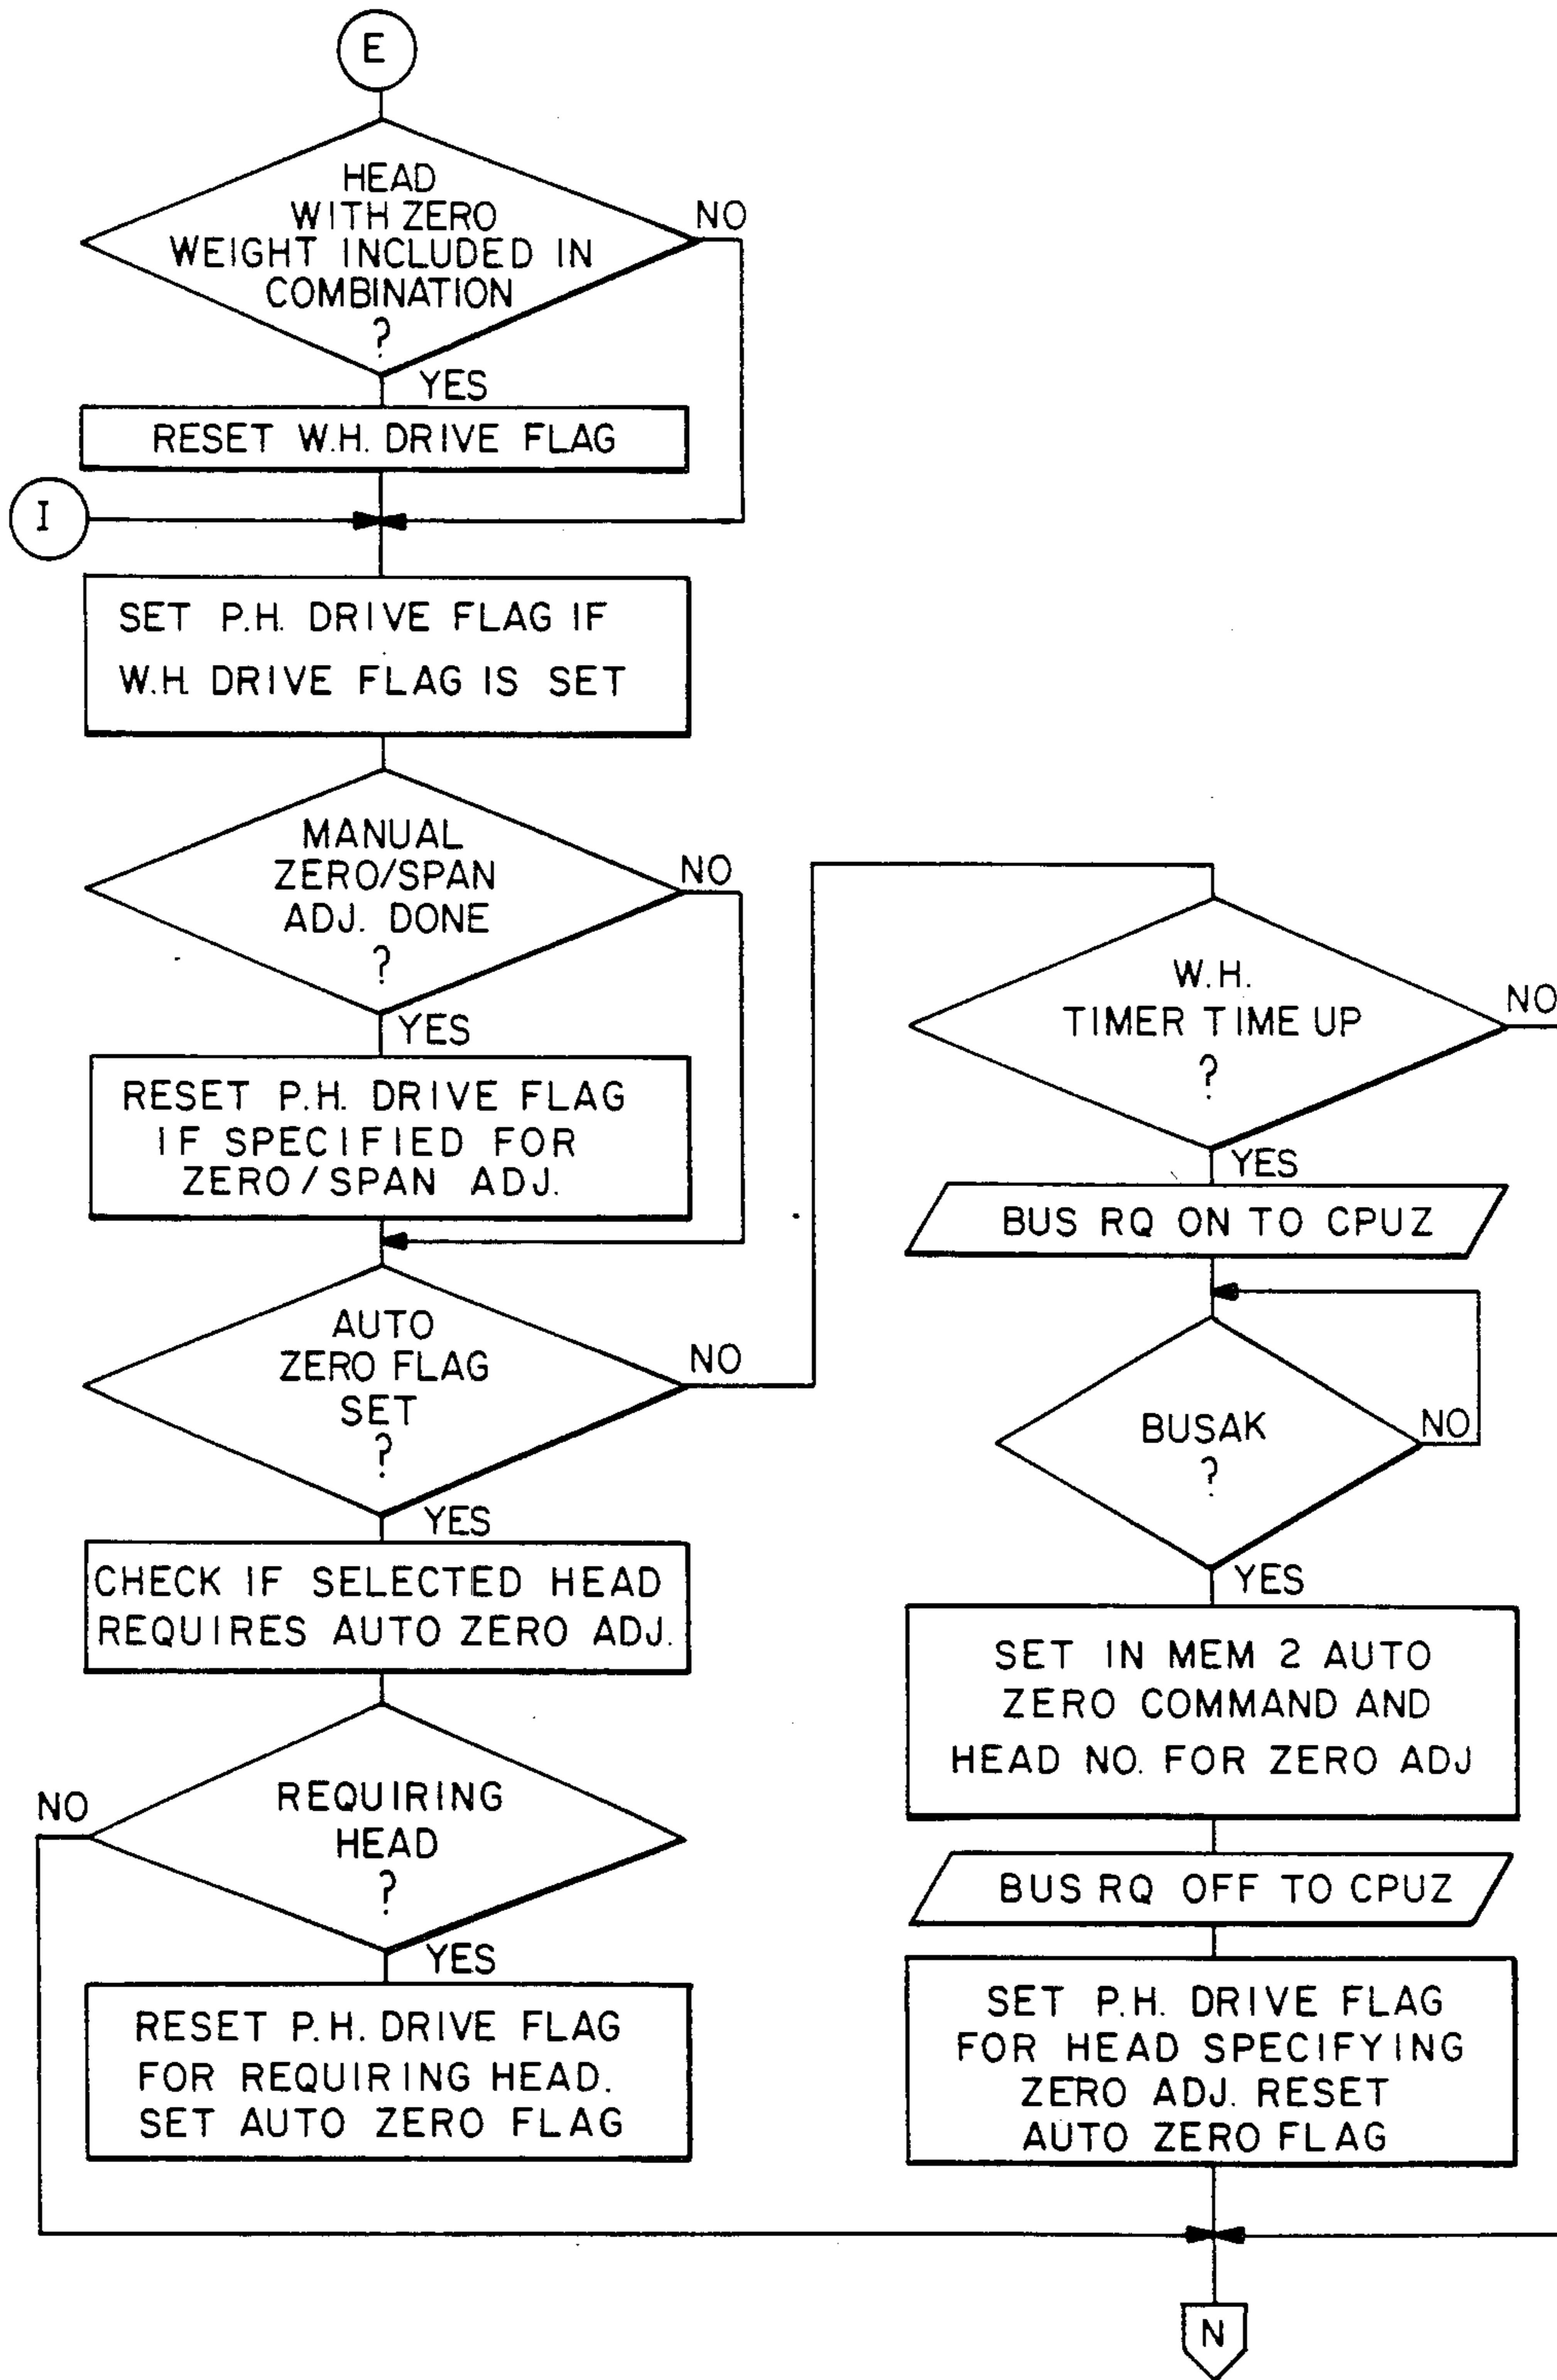 E
HEAD
WITH ZERO
WEIGHT INCLUDED IN
COMBINATION
?
NO
YES
RESET W.H. DRIVE FLAG
I
SET P.H. DRIVE FLAG IF
W.H. DRIVE FLAG IS SET
MANUAL
ZERO/SPAN
ADJ. DONE
?
NO
YES
RESET P.H. DRIVE FLAG
IF SPECIFIED FOR
ZERO/SPAN ADJ.
AUTO
ZERO FLAG
SET
?
NO
YES
CHECK IF SELECTED HEAD
REQUIRES AUTO ZERO ADJ.
REQUIRING
HEAD
?
NO
YES
RESET P.H. DRIVE FLAG
FOR REQUIRING HEAD.
SET AUTO ZERO FLAG
W.H.
TIMER TIME UP
?
NO
YES
BUS RQ ON TO CPUZ
BUSAK
?
NO
YES
SET IN MEM 2 AUTO
ZERO COMMAND AND
HEAD NO. FOR ZERO ADJ
BUS RQ OFF TO CPUZ
SET P.H. DRIVE FLAG
FOR HEAD SPECIFYING
ZERO ADJ. RESET
AUTO ZERO FLAG
N